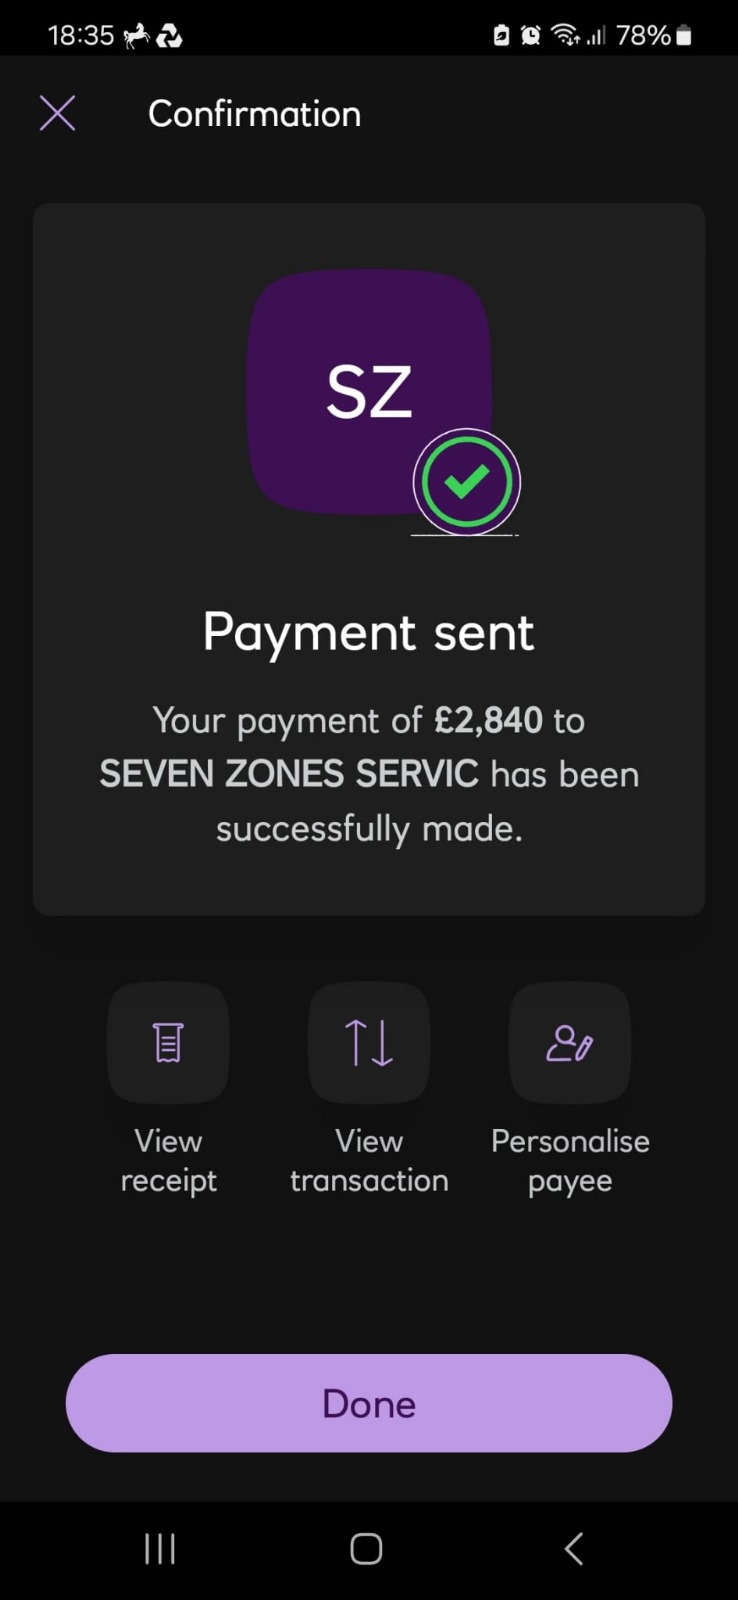 18:35 78%
Confirmation
SZ
Payment sent
Your payment of £2,840 to
SEVEN ZONES SERVIC has been
successfully made.
View View Personalise
receipt transaction payee
Done